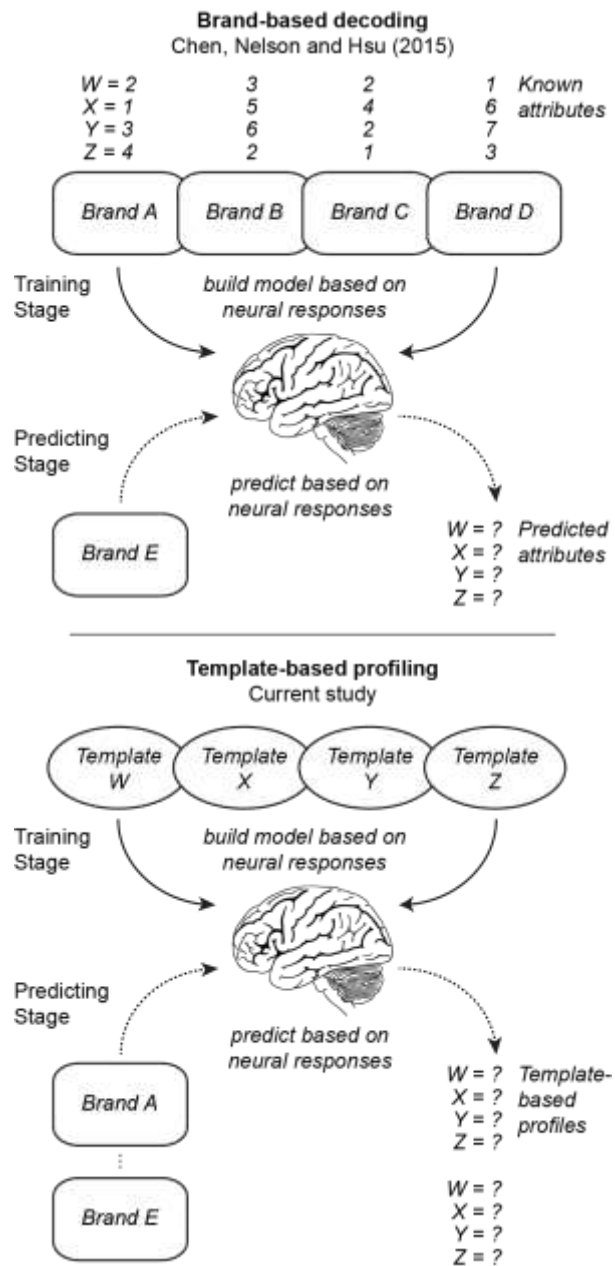 Brand-based decoding
Chen, Nelson and Hsu (2015)
W = 2 3 2 1 Known
X = 1 5 4 6 attributes
Y = 3 6 2 7
Z = 4 2 1 3
Brand A Brand B Brand C Brand D
Training
Stage
build model based on
neural responses
Predicting
Stage
predict based on
neural responses
Brand E
W = ? Predicted
X = ? attributes
Y = ?
Z = ?
Template-based profiling
Current study
Template Template Template Template
W X Y Z
Training
Stage
build model based on
neural responses
Predicting
Stage
predict based on
neural responses
Brand A
W = ? Template-
X = ? based
Y = ? profiles
Z = ?
Brand E
W = ?
X = ?
Y = ?
Z = ?